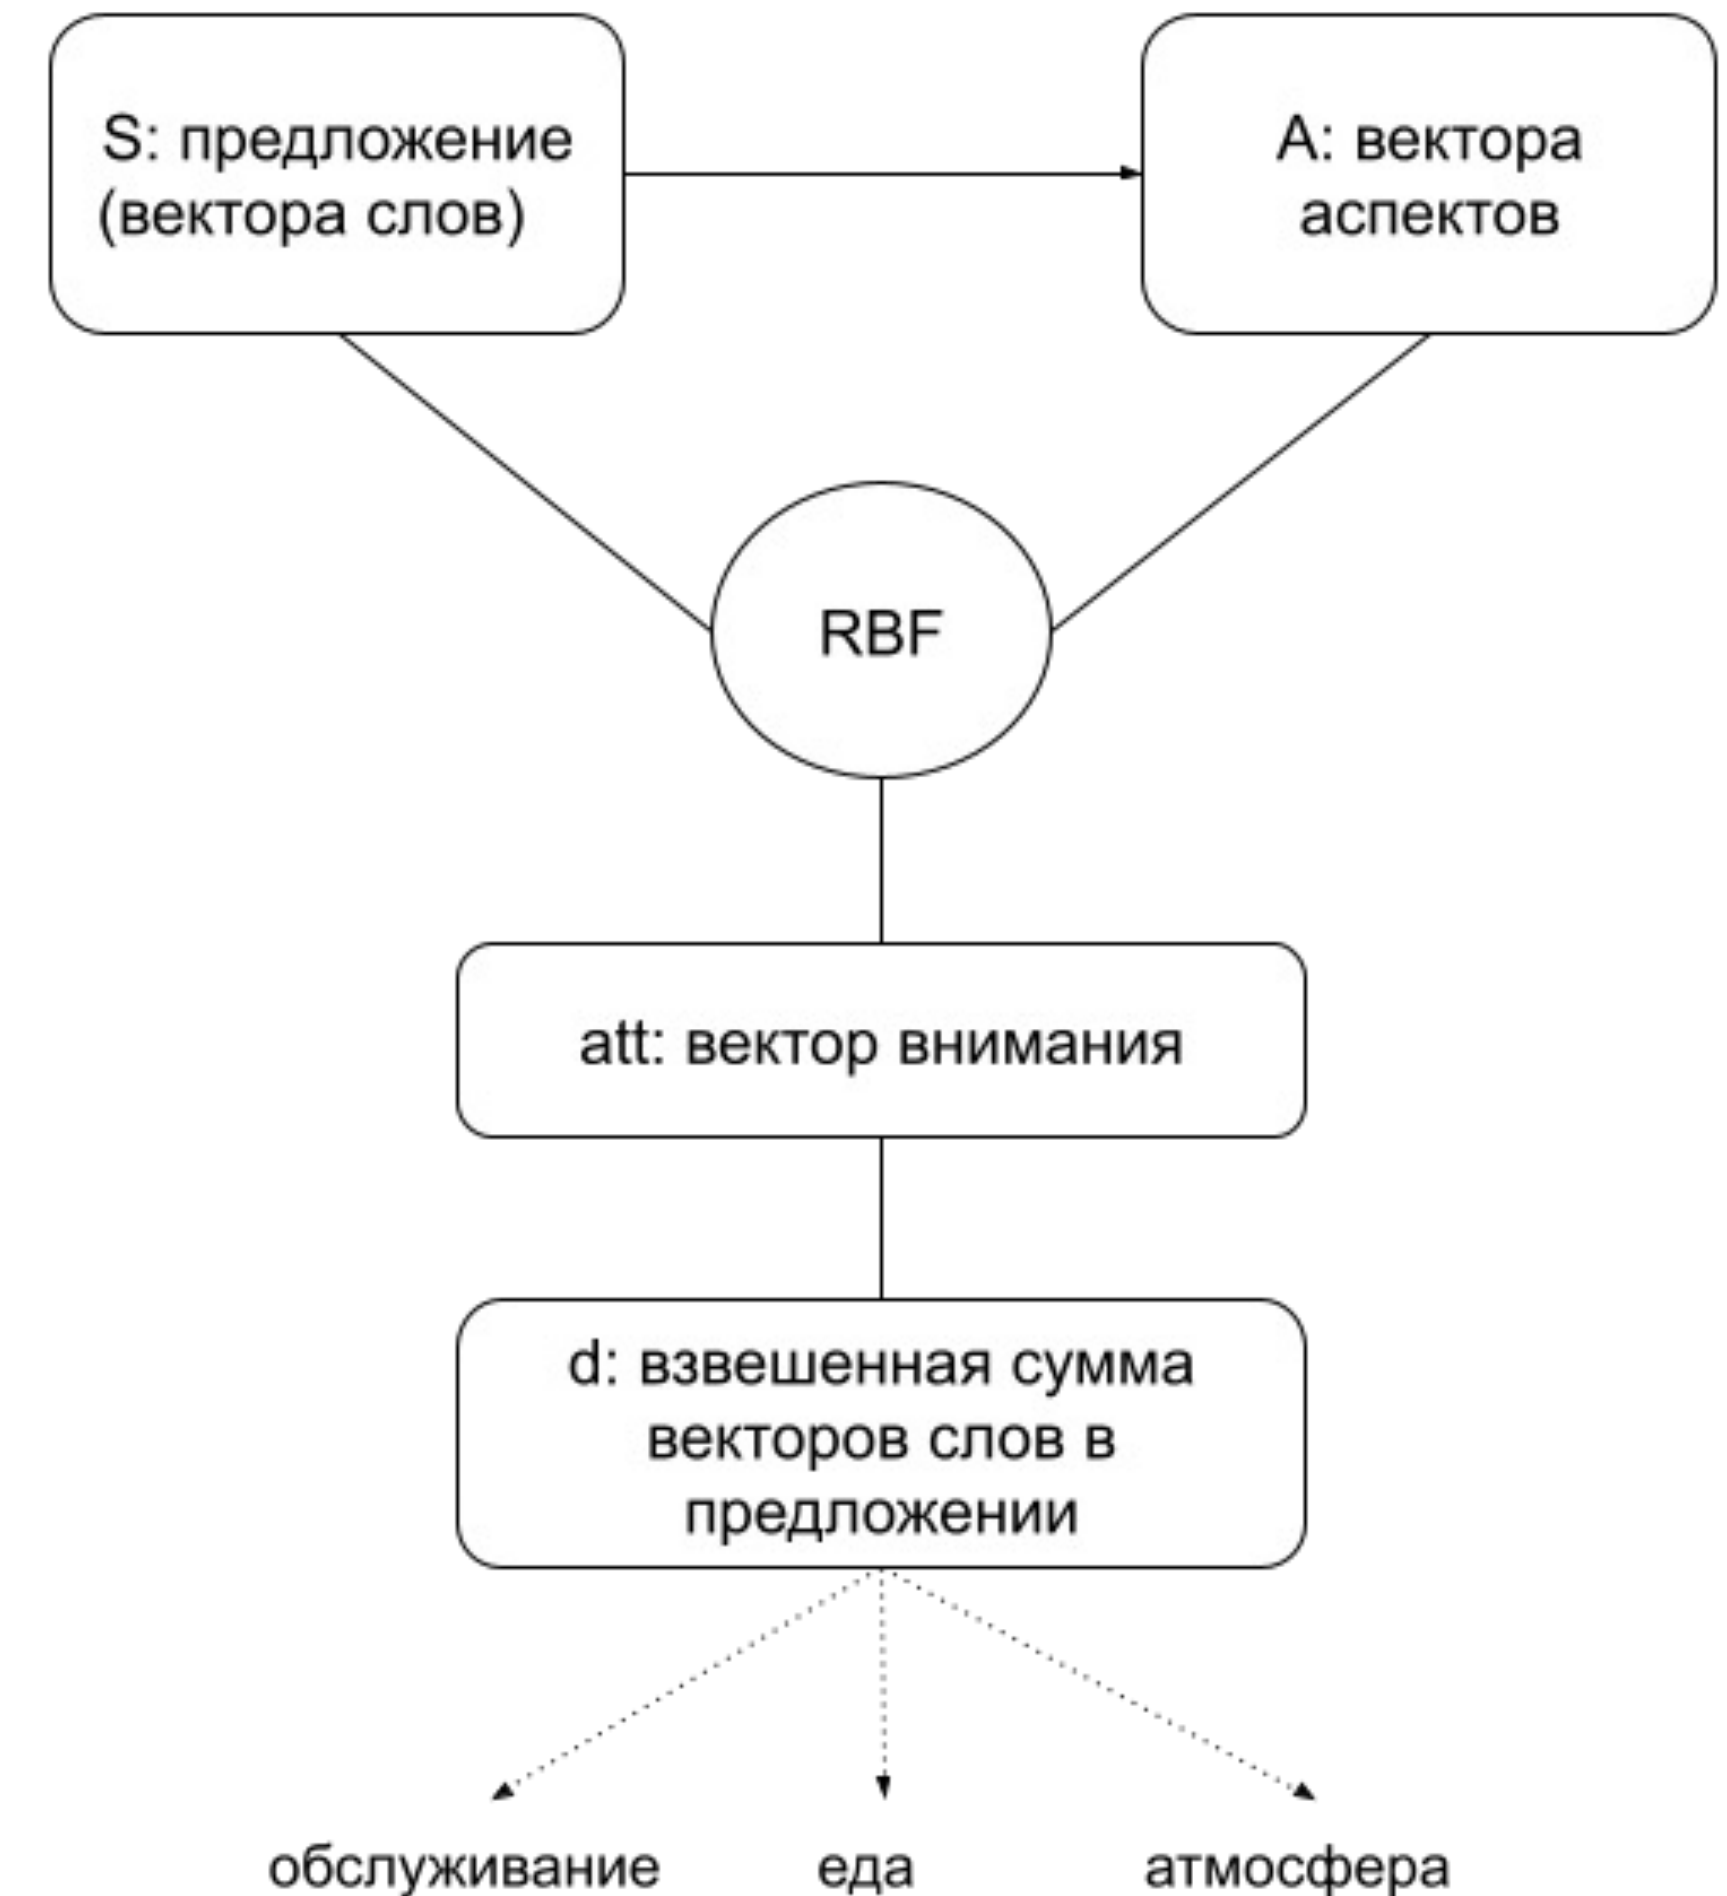 S: предложение
(вектора слов)
A: вектора
аспектов
RBF
att: вектор внимания
d: взвешенная сумма
векторов слов в
предложении
обслуживание
еда
атмосфера